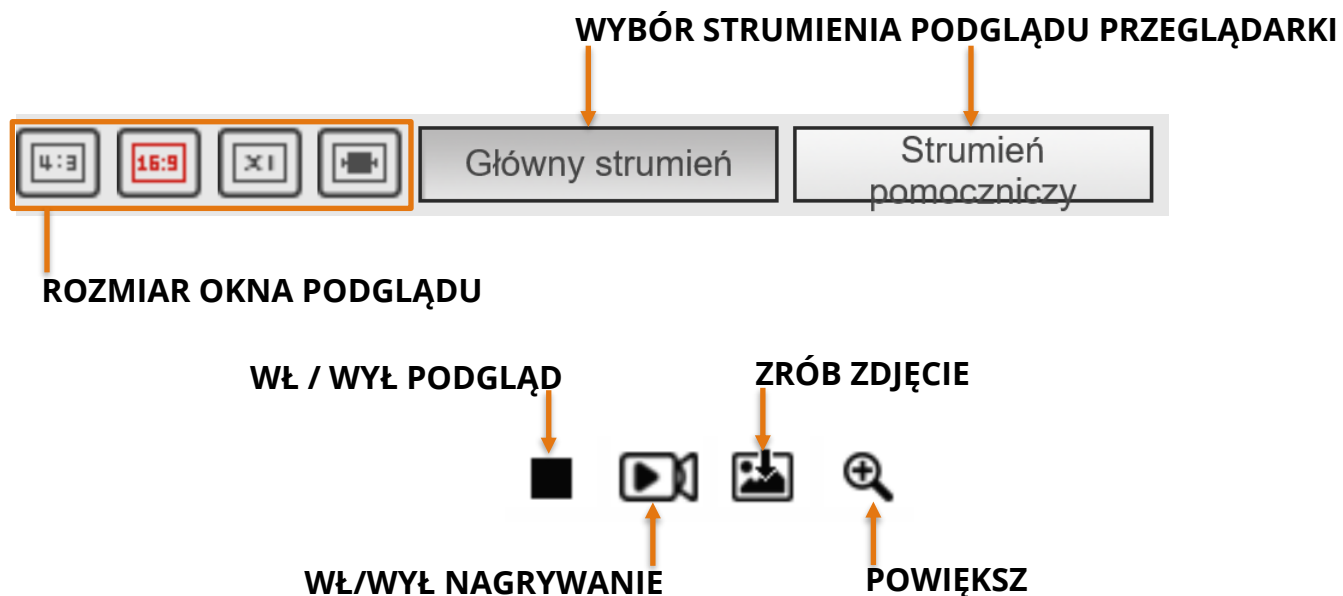 WYBÓR STRUMIENIA PODGLĄDU PRZEGLĄDARKI
4:3 16:9 X1 Główny strumień Strumień
pomoczniczy
ROZMIAR OKNA PODGLĄDU
WŁ / WYŁ PODGLĄD ZRÓB ZDJĘCIE
WŁ/WYŁ NAGRYWANIE POWIĘKSZ